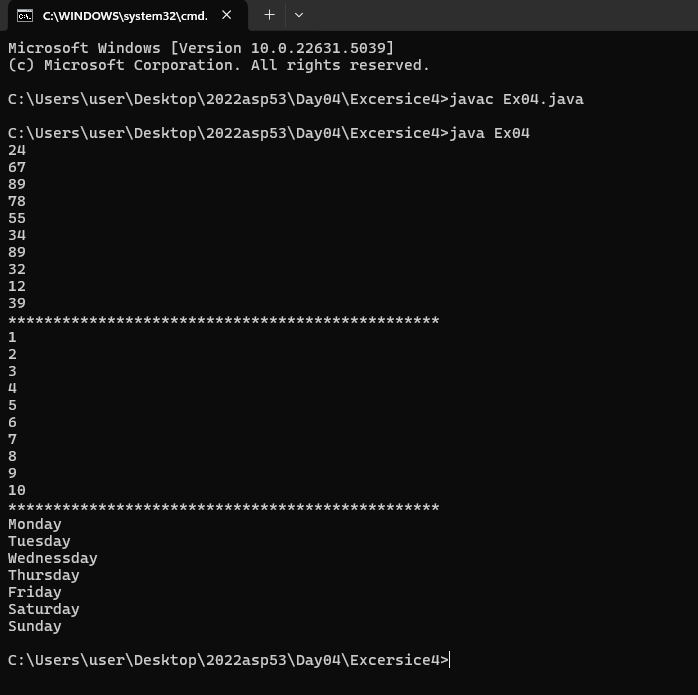 C:\WINDOWS\system32\cmd.
Microsoft Windows [Version 10.0.22631.5039]
(c) Microsoft Corporation. All rights reserved.
C:\Users\user\Desktop\2022asp53\Day04\Excersice4>javac Ex04.java
C:\Users\user\Desktop\2022asp53\Day04\Excersice4>java Ex04
24
67
89
78
55
34
89
32
12
39
************************************************
1
2
3
4
5
6
7
8
9
10
************************************************
Monday
Tuesday
Wednessday
Thursday
Friday
Saturday
Sunday
C:\Users\user\Desktop\2022asp53\Day04\Excersice4>